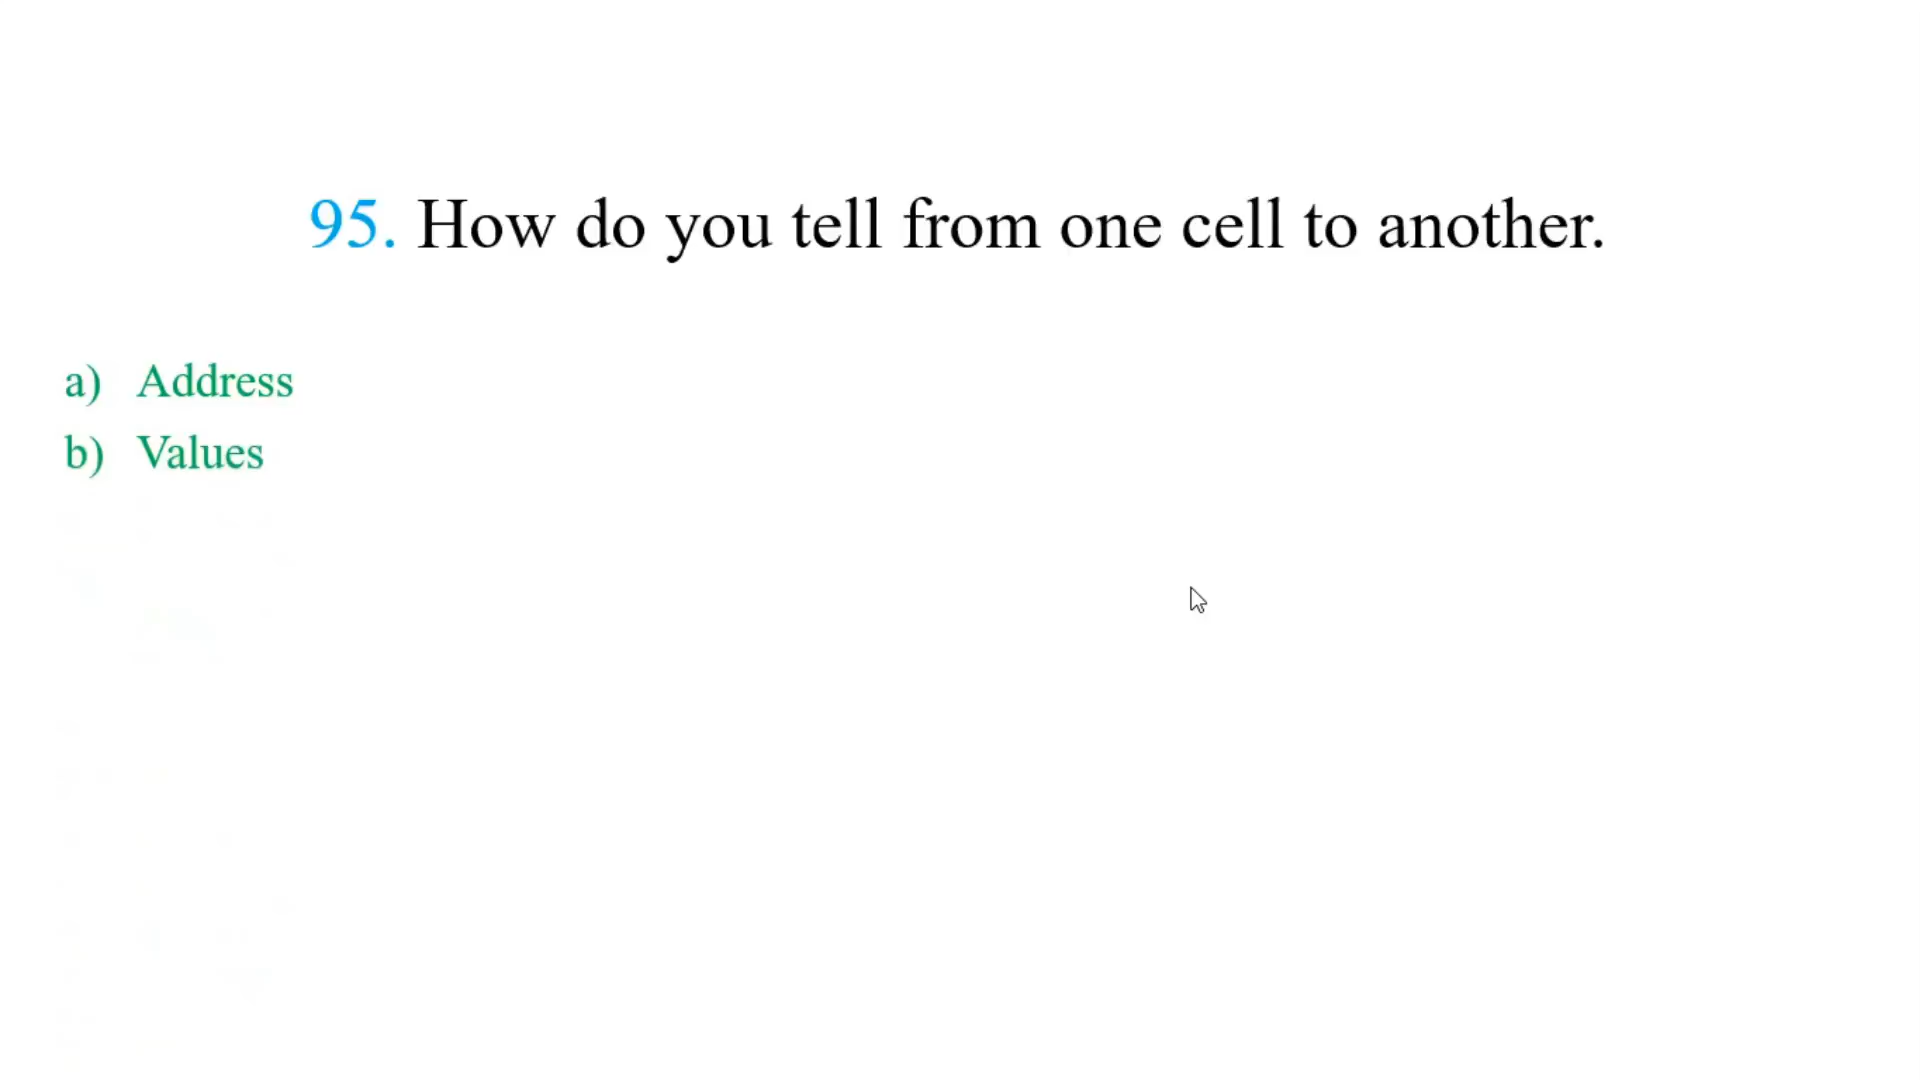 95. How do you tell from one cell to another.
a) Address
b) Values